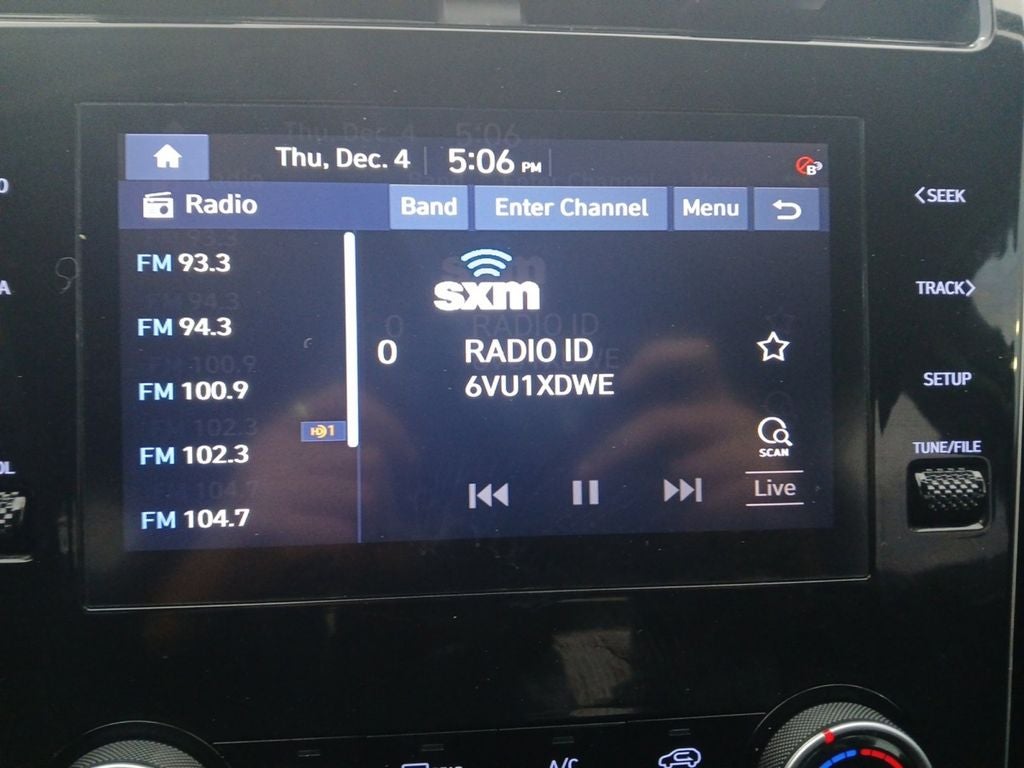 Thu, Dec. 4 5:06 PM
Radio Band Enter Channel Menu
FM 93.3
FM 94.3
FM 100.9
HD1
FM 102.3
FM 104.7
sxm
0 RADIO ID
6VU1XDWE
SCAN
Live
<SEEK
TRACK>
SETUP
TUNE/FILE
A/C